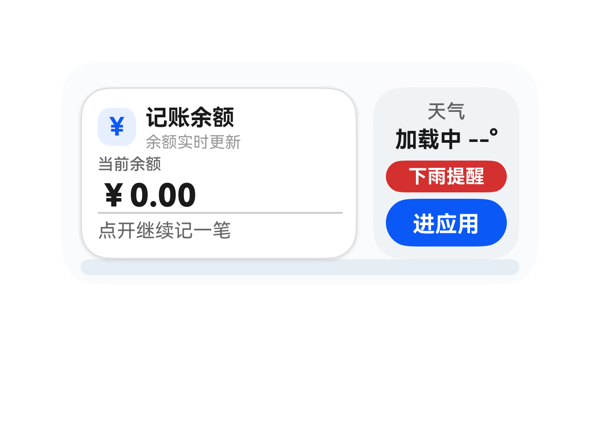 ¥
记账余额
余额实时更新
当前余额
¥0.00
点开继续记一笔
天气
加载中 --°
下雨提醒
进应用